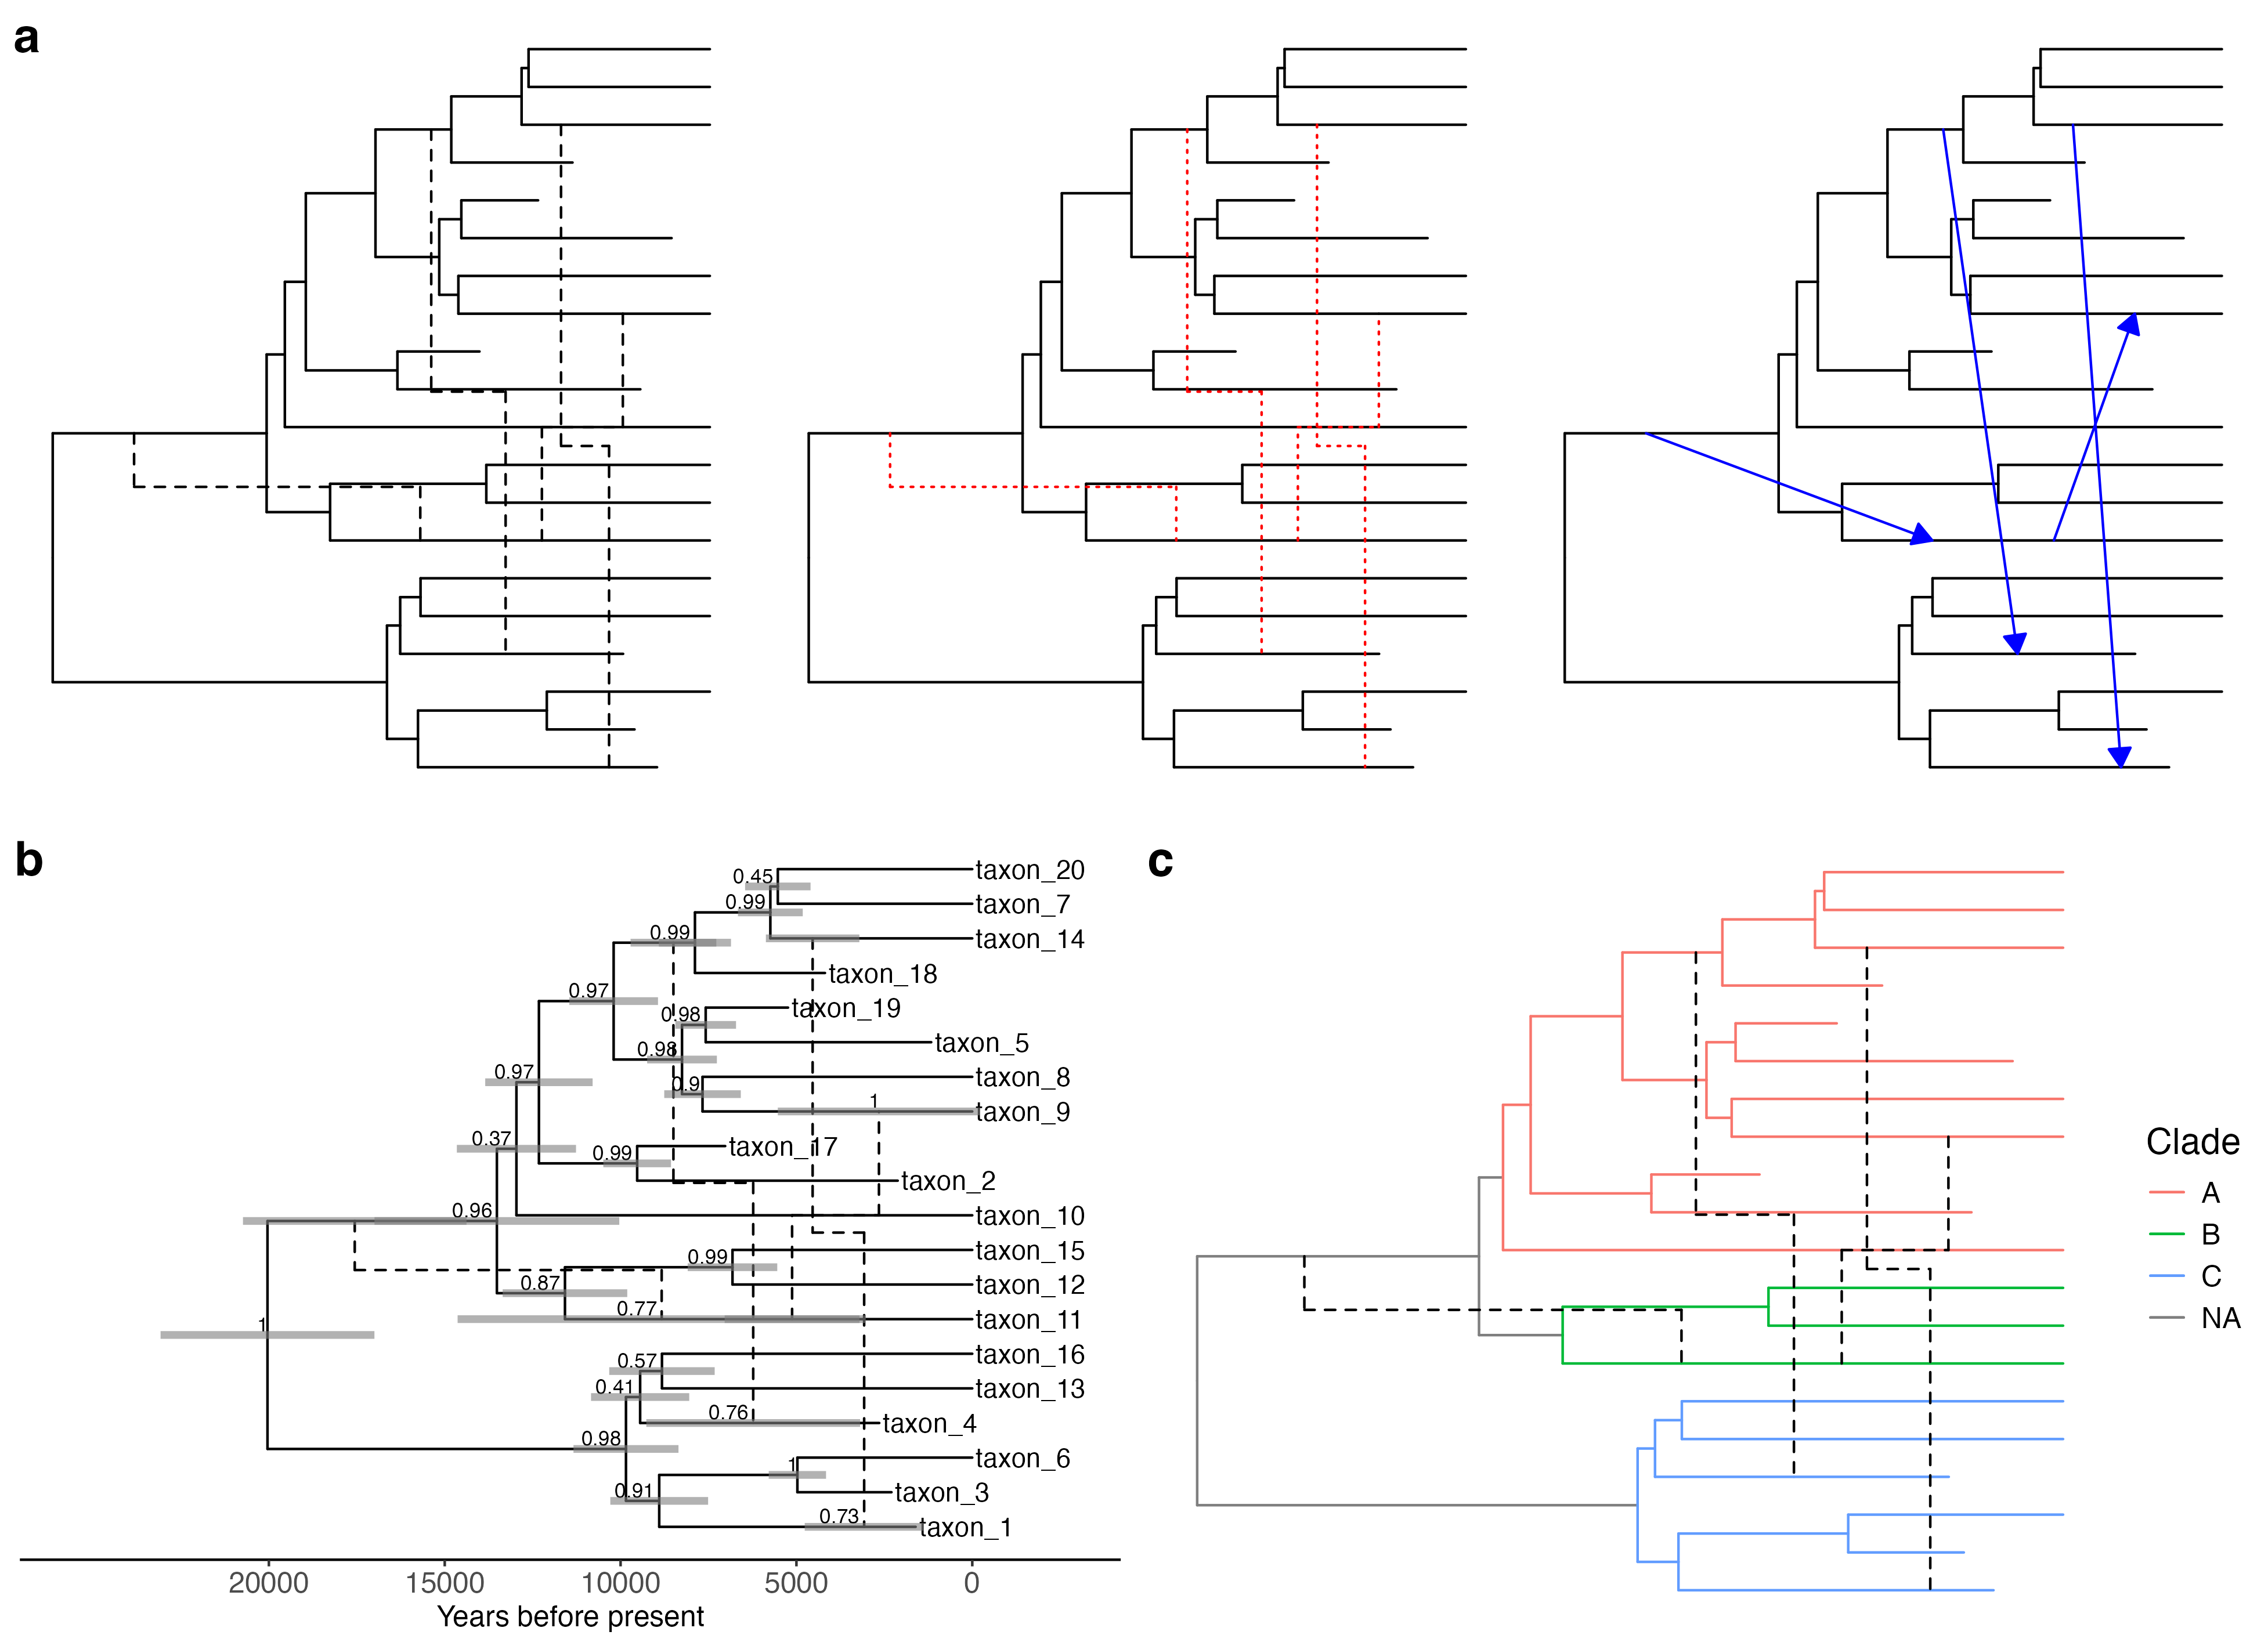 a
b
0.45
taxon_20
0.99
taxon_7
0.99
taxon_14
taxon_18
0.97
taxon_19
0.98
taxon_5
0.98
taxon_8
0.9
1
taxon_9
0.97
taxon_17
0.37
0.99
taxon_2
0.96
taxon_10
0.99
taxon_15
0.87
taxon_12
0.77
taxon_11
1
0.57
taxon_16
0.41
taxon_13
0.76
taxon_4
0.98
taxon_6
1
taxon_3
0.91
0.73
taxon_1
20000 15000 10000 5000 0
Years before present
c
Clade
A
B
C
NA